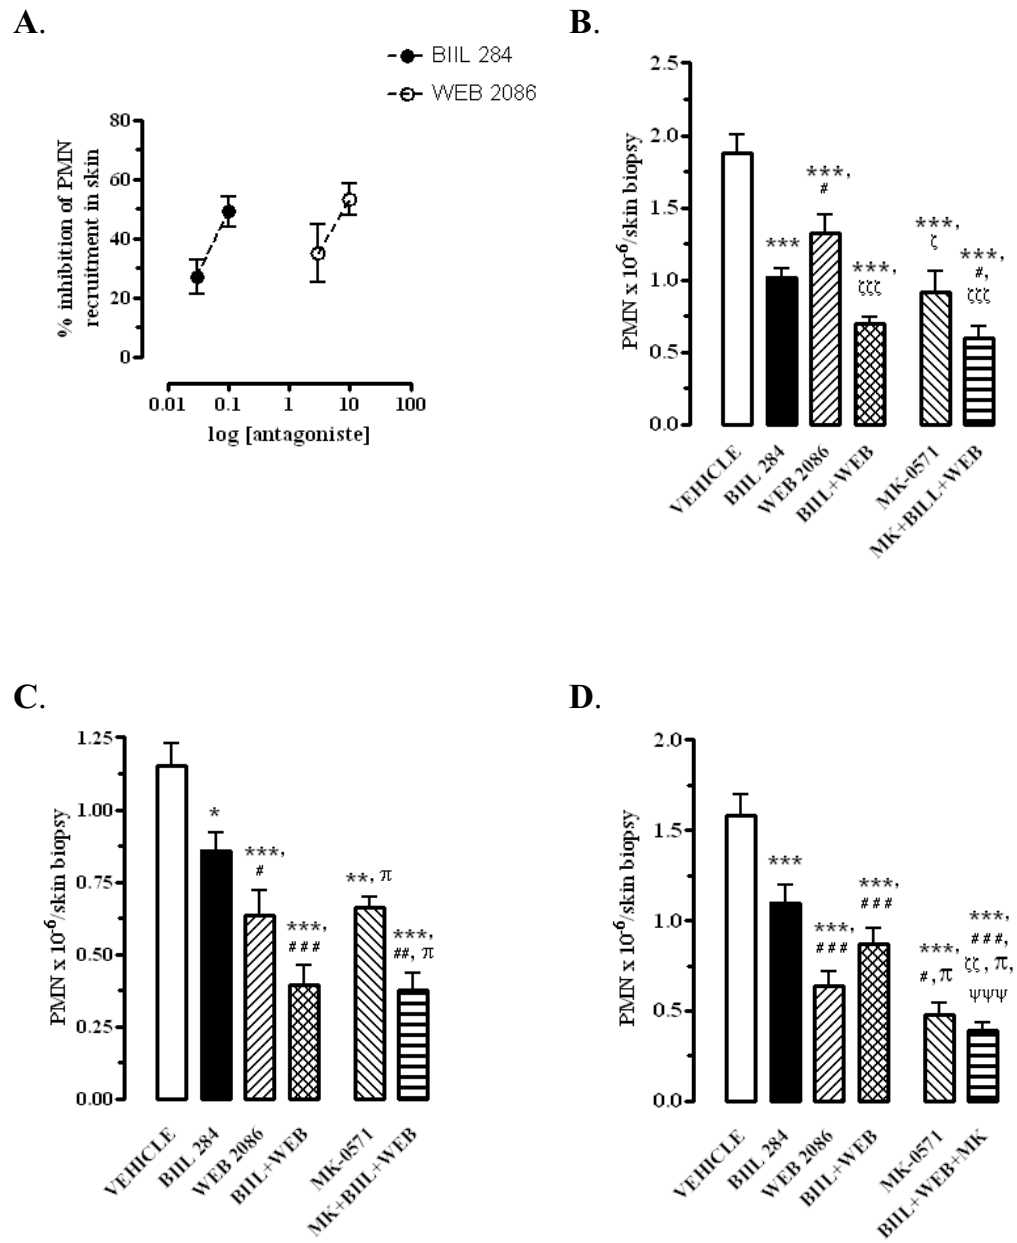 A.
BIIL 284
WEB 2086
% inhibition of PMN
recruitment in skin
80
60
40
20
0
0.01 0.1 1 10 100
log [antagoniste]
B.
PMN x 10-6/skin biopsy
2.5
2.0
1.5
1.0
0.5
0.0
***
***,
#
***,
ζζζ
***,
ζ
***,
#,
ζζζ
VEHICLE
BIIL 284
WEB 2086
BIIL+WEB
MK-0571
MK+BILL+WEB
C.
PMN x 10-6/skin biopsy
1.25
1.00
0.75
0.50
0.25
0.00
*
***,
#
***,
###
**, π
***,
##, π
VEHICLE
BIIL 284
WEB 2086
BIIL+WEB
MK-0571
MK+BIIL+WEB
D.
PMN x 10-6/skin biopsy
2.0
1.5
1.0
0.5
0.0
***
***,
###
***,
###
***,
#,π
***,
###,
ζζ, π,
ψψψ
VEHICLE
BIIL 284
WEB 2086
BIIL+WEB
MK-0571
BIIL+WEB+MK